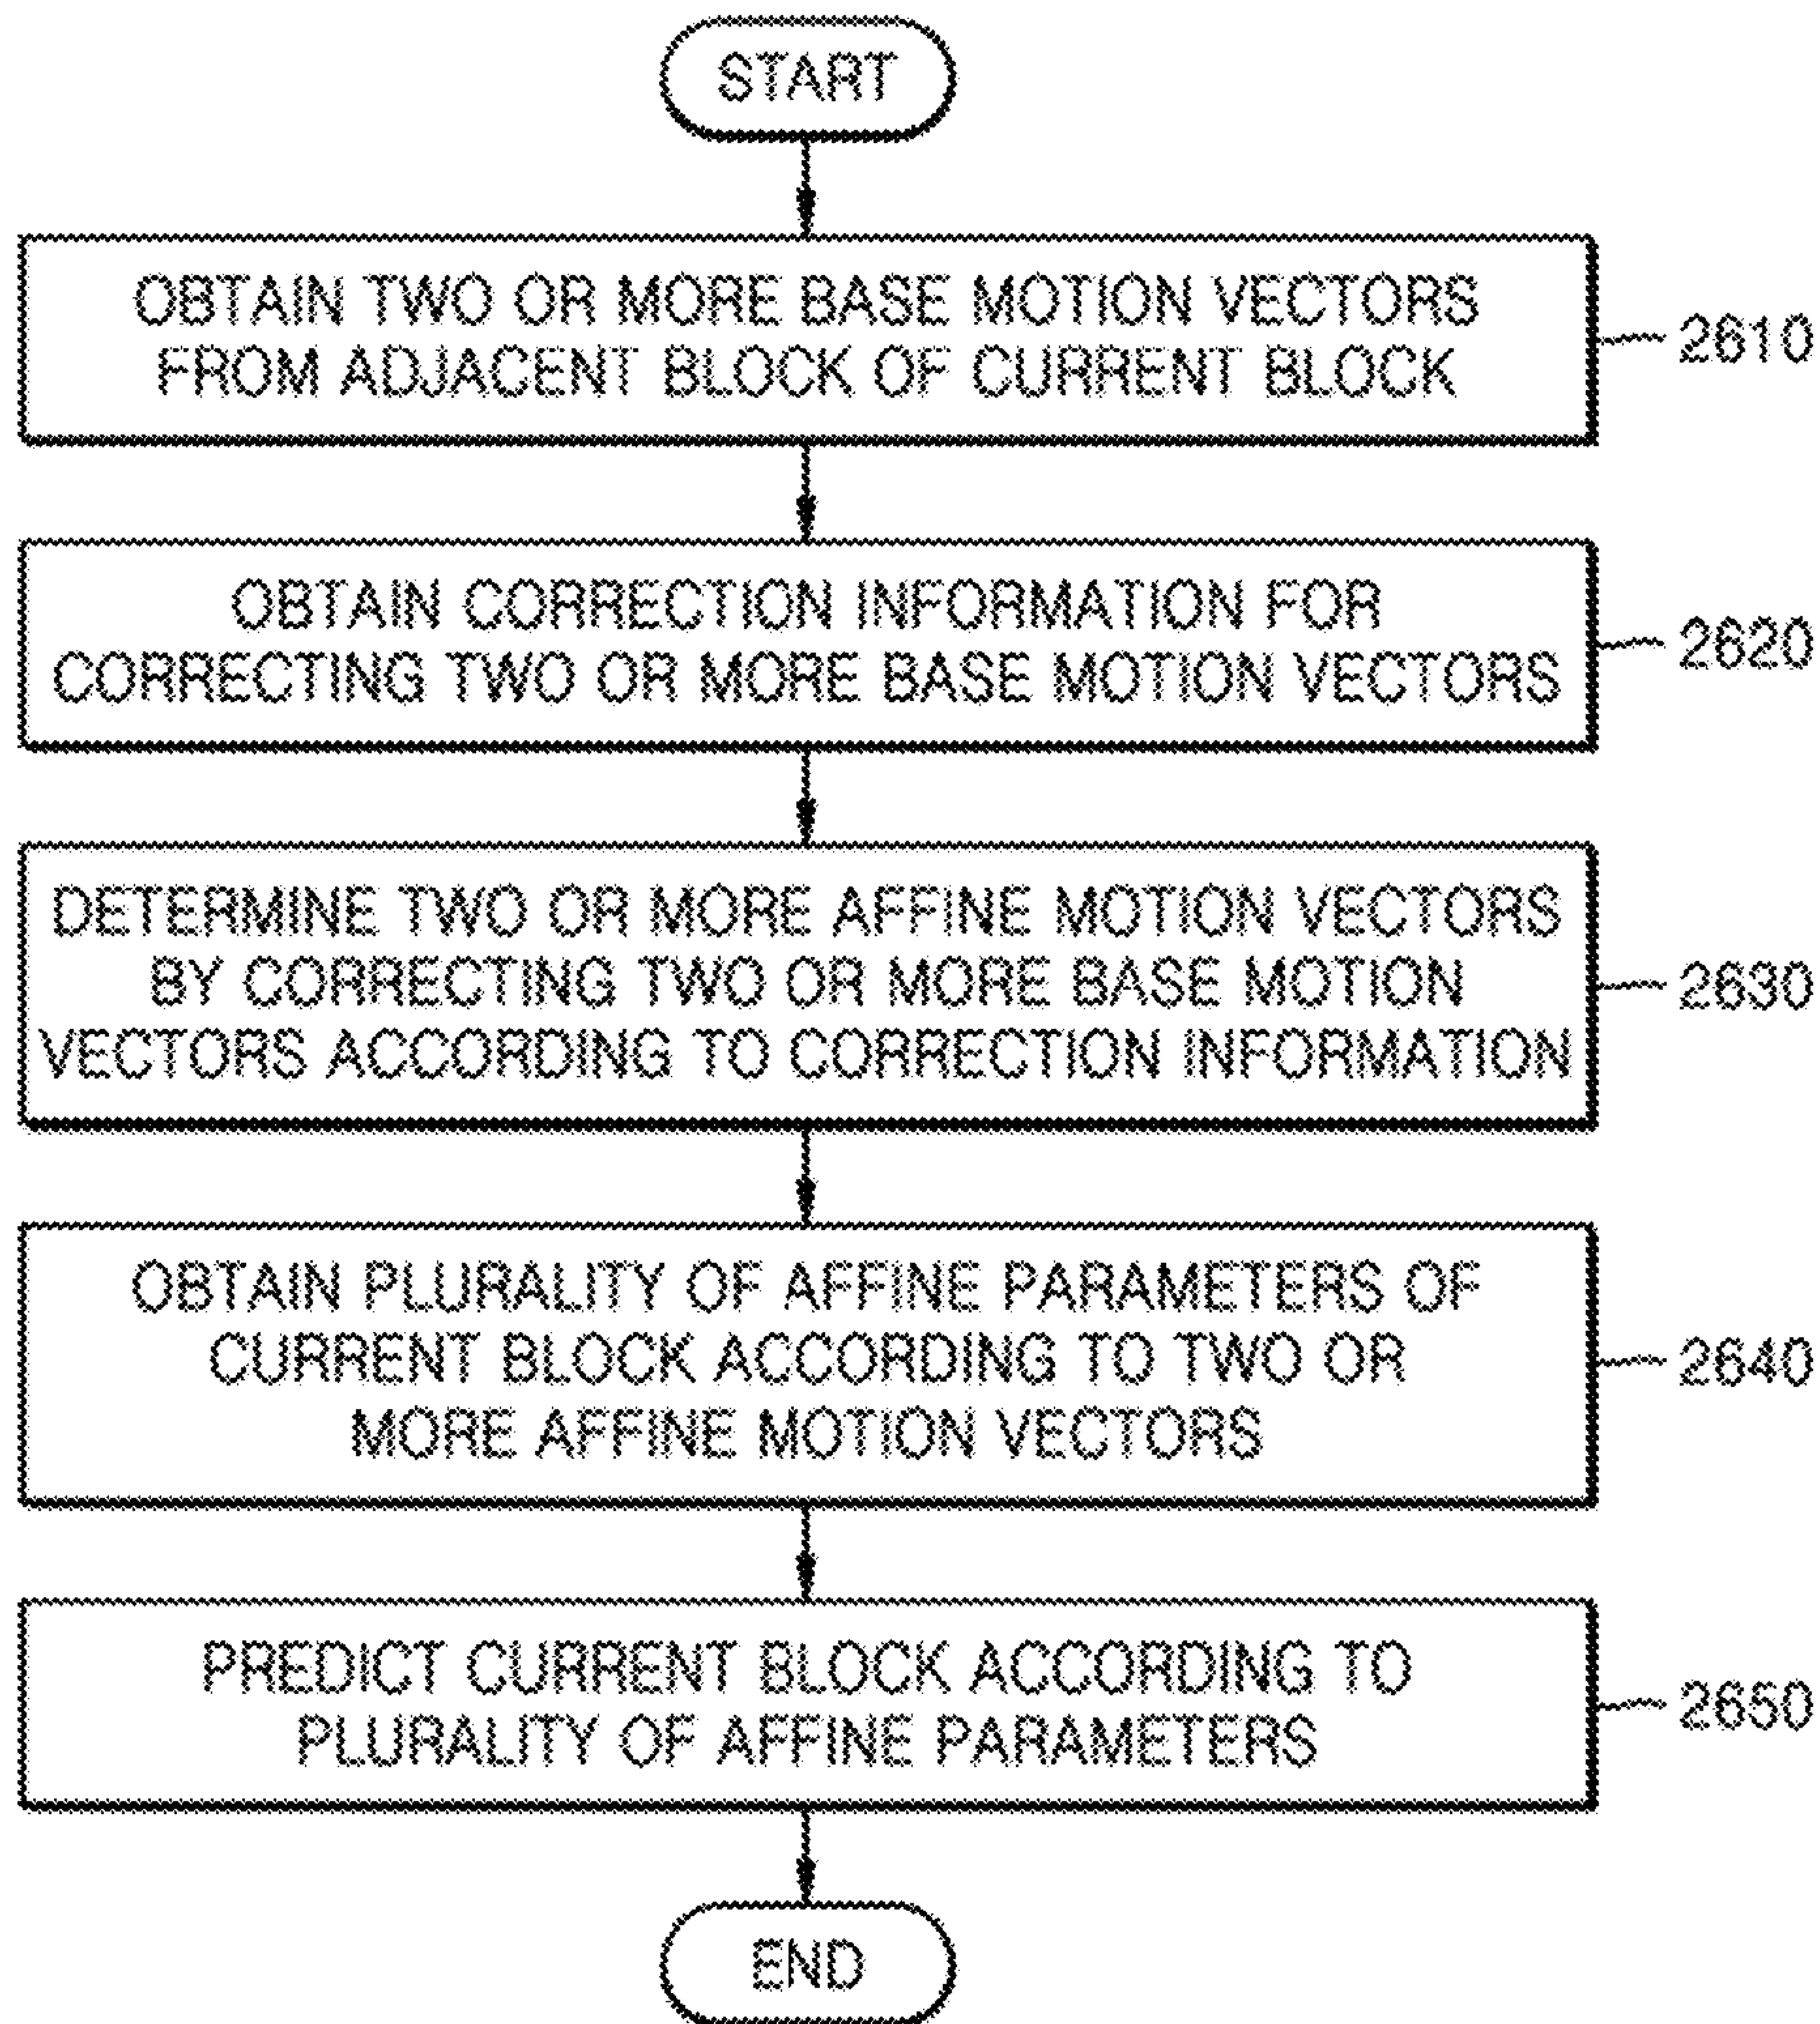 START
OBTAIN TWO OR MORE BASE MOTION VECTORS
FROM ADJACENT BLOCK OF CURRENT BLOCK
2610
OBTAIN CORRECTION INFORMATION FOR
CORRECTING TWO OR MORE BASE MOTION VECTORS
2620
DETERMINE TWO OR MORE AFFINE MOTION VECTORS
BY CORRECTING TWO OR MORE BASE MOTION
VECTORS ACCORDING TO CORRECTION INFORMATION
2630
OBTAIN PLURALITY OF AFFINE PARAMETERS OF
CURRENT BLOCK ACCORDING TO TWO OR
MORE AFFINE MOTION VECTORS
2640
PREDICT CURRENT BLOCK ACCORDING TO
PLURALITY OF AFFINE PARAMETERS
2650
END